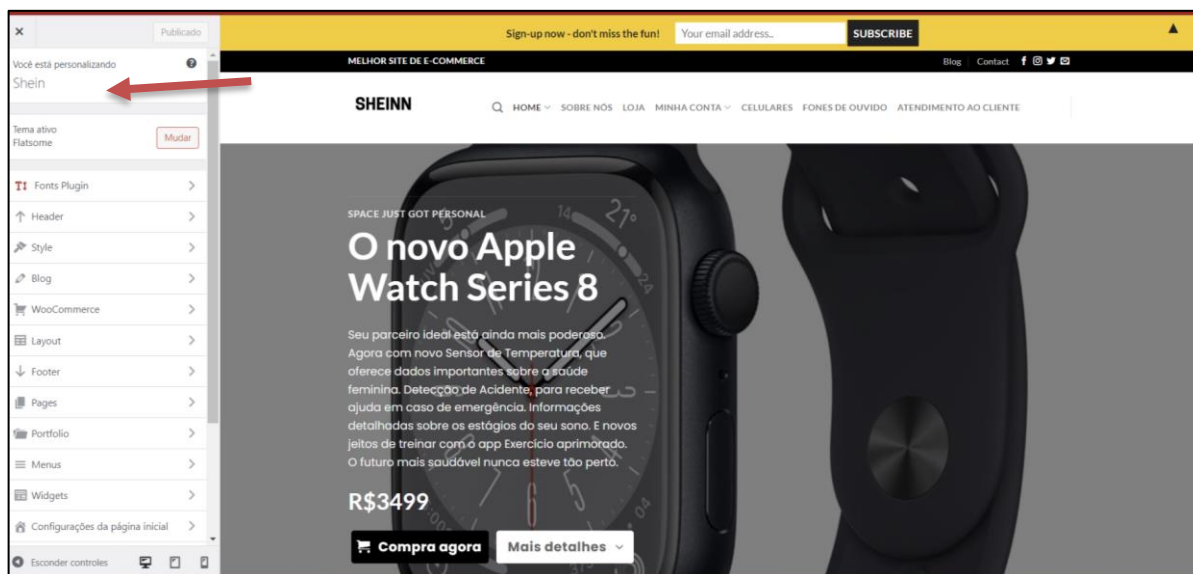 Publicado
Você está personalizando
Shein
Tema ativo
Flatsome
Mudar
Fonts Plugin
Header
Style
Blog
WooCommerce
Layout
Footer
Pages
Portfolio
Menus
Widgets
Configurações da página inicial
Esconder controles
Sign-up now - don't miss the fun!
Your email address..
SUBSCRIBE
MELHOR SITE DE E-COMMERCE
Blog
Contact
SHEINN
HOME
SOBRE NÓS
LOJA
MINHA CONTA
CELULARES
FONES DE OUVIDO
ATENDIMENTO AO CLIENTE
SPACE JUST GOT PERSONAL
O novo Apple
Watch Series 8
Seu parceiro ideal está ainda mais poderoso.
Agora com novo Sensor de Temperatura, que
oferece dados importantes sobre a saúde
feminina. Detecção de Acidente, para receber
ajuda em caso de emergência. Informações
detalhadas sobre os estágios do seu sono. E novos
jeitos de treinar com o app Exercício aprimorado.
O futuro mais saudável nunca esteve tão perto.
R$3499
Compra agora
Mais detalhes
14
21°
24
04